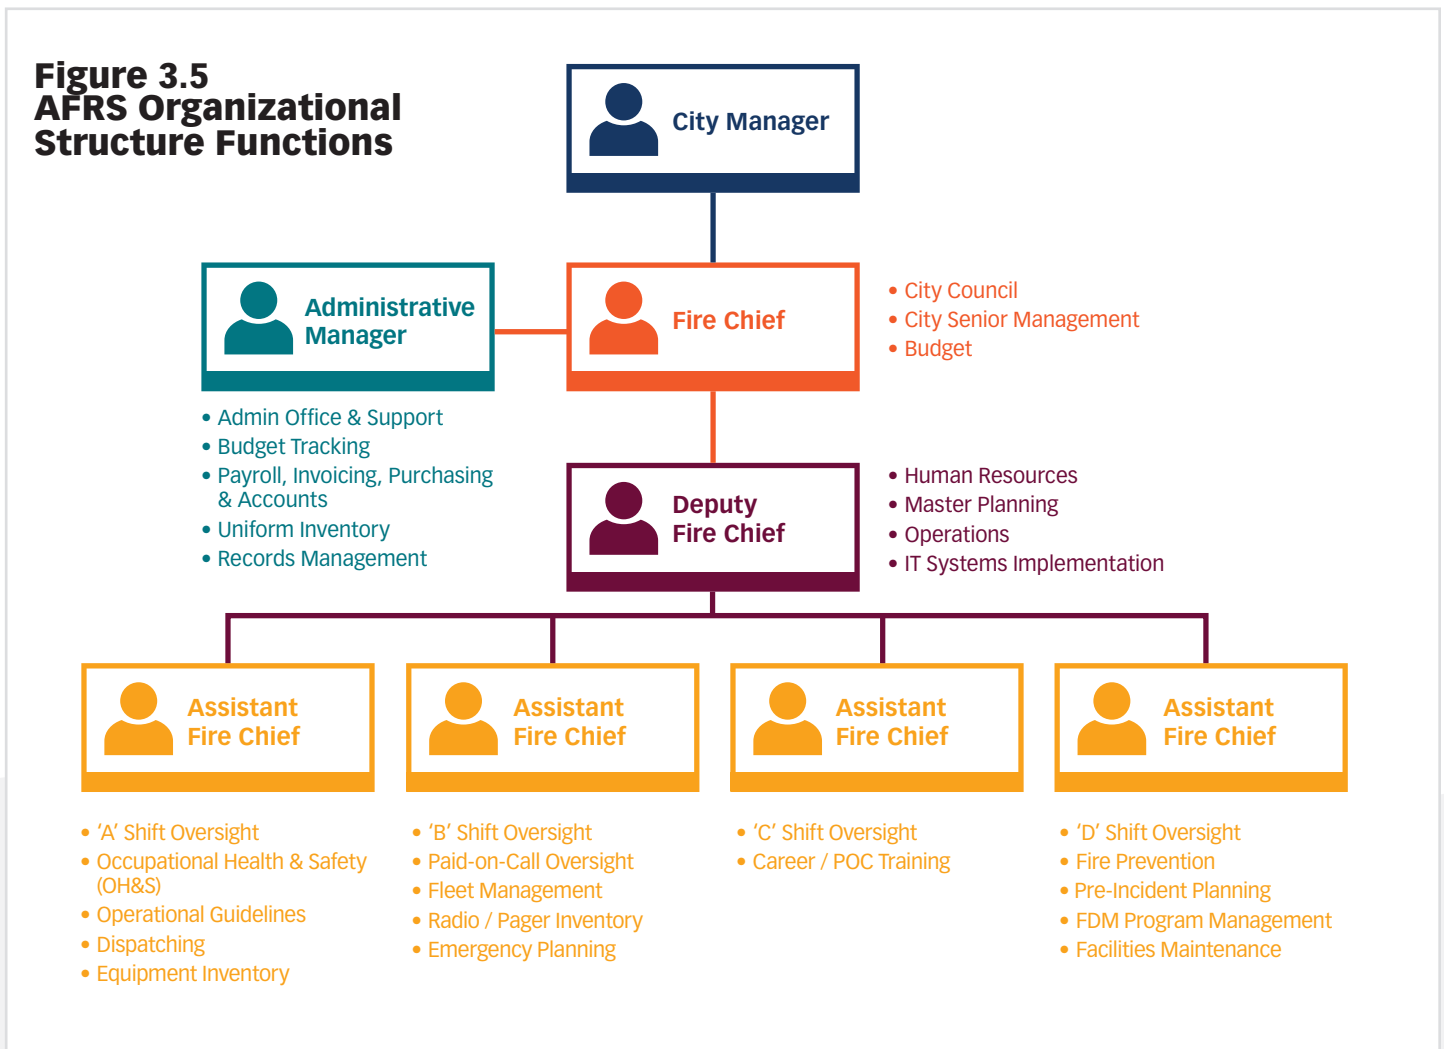 Figure 3.5
AFRS Organizational
Structure Functions
City Manager
Administrative
Manager
• Admin Office & Support
• Budget Tracking
• Payroll, Invoicing, Purchasing
& Accounts
• Uniform Inventory
• Records Management
Fire Chief
• City Council
• City Senior Management
• Budget
Deputy
Fire Chief
• Human Resources
• Master Planning
• Operations
• IT Systems Implementation
Assistant
Fire Chief
• ‘A’ Shift Oversight
• Occupational Health & Safety
(OH&S)
• Operational Guidelines
• Dispatching
• Equipment Inventory
Assistant
Fire Chief
• ‘B’ Shift Oversight
• Paid-on-Call Oversight
• Fleet Management
• Radio / Pager Inventory
• Emergency Planning
Assistant
Fire Chief
• ‘C’ Shift Oversight
• Career / POC Training
Assistant
Fire Chief
• ‘D’ Shift Oversight
• Fire Prevention
• Pre-Incident Planning
• FDM Program Management
• Facilities Maintenance